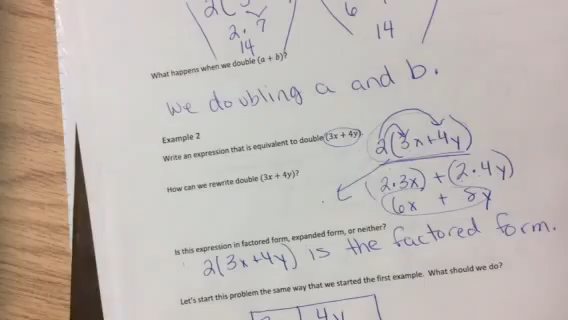 2(
6
2 · 7
14
14
What happens when we double (a + b)?
We doubling a and b.
Example 2
Write an expression that is equivalent to double (3x + 4y).
2(3x+4y)
How can we rewrite double (3x + 4y)?
(2·3x) + (2·4y)
6x + 8y
Is this expression in factored form, expanded form, or neither?
2(3x+4y) is the factored form.
Let's start this problem the same way that we started the first example. What should we do?
4y